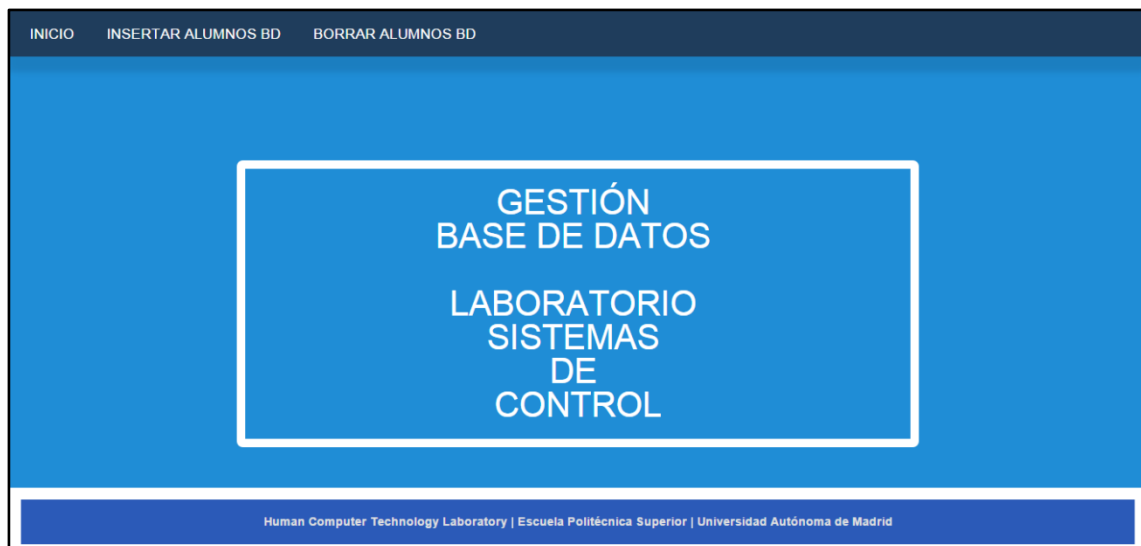 INICIO INSERTAR ALUMNOS BD BORRAR ALUMNOS BD
GESTIÓN
BASE DE DATOS
LABORATORIO
SISTEMAS
DE
CONTROL
Human Computer Technology Laboratory | Escuela Politécnica Superior | Universidad Autónoma de Madrid